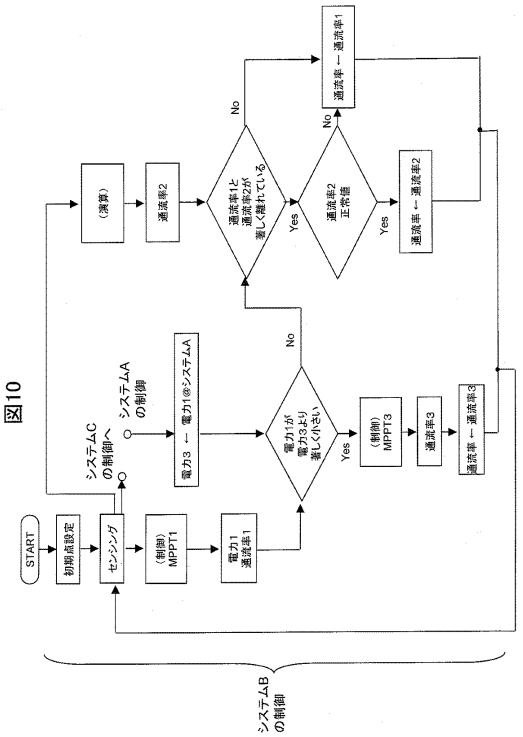 図10
START
初期点設定
センシング
システムCの
制御へ
システムA
の制御
(演算)
(制御)
MPPT1
電力3 ← 電力1@システムA
通流率2
電力1
通流率1
電力1が
電力3より
著しく小さい
No
Yes
通流率1と
通流率2が
著しく離れている
No
Yes
(制御)
MPPT3
通流率2
正常値
No
Yes
通流率 ← 通流率1
通流率3
通流率 ← 通流率2
通流率 ← 通流率3
システムB
の制御